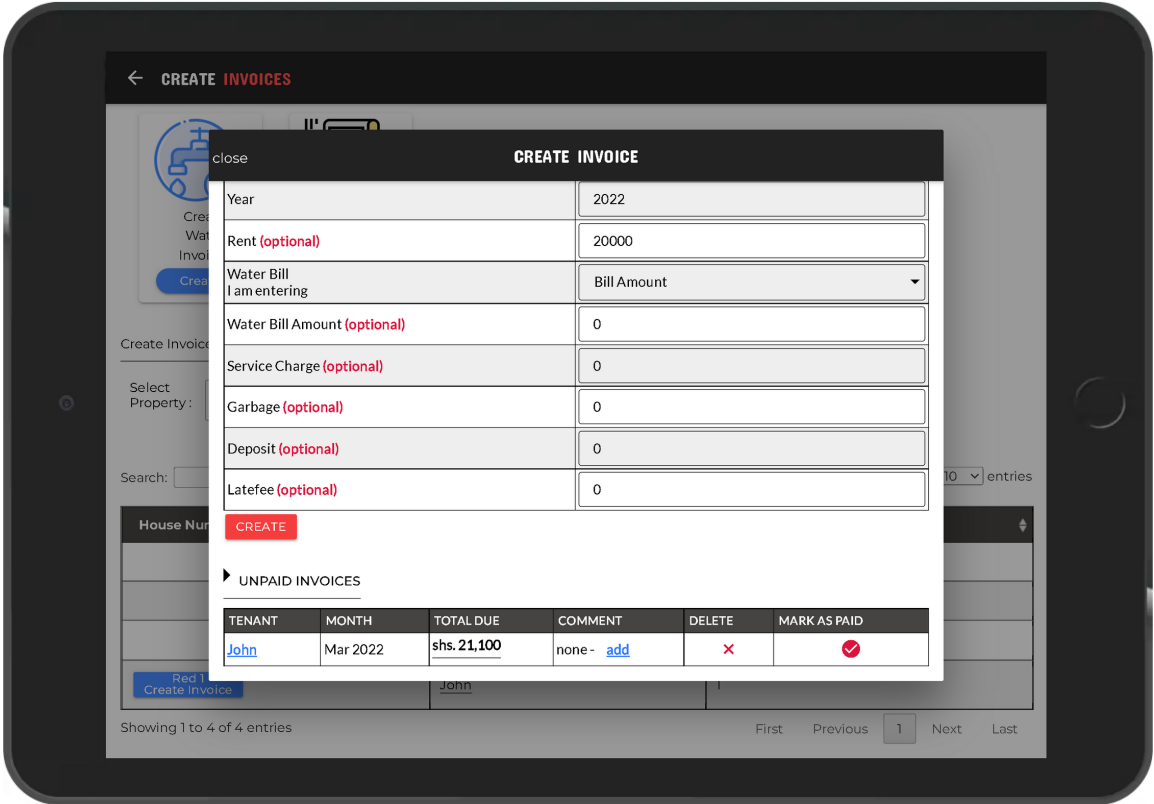 CREATE INVOICES
close
CREATE INVOICE
Year
2022
Rent (optional)
20000
Water Bill
I am entering
Bill Amount
Water Bill Amount (optional)
0
Service Charge (optional)
0
Garbage (optional)
0
Deposit (optional)
0
Latefee (optional)
0
CREATE
UNPAID INVOICES
TENANT MONTH TOTAL DUE COMMENT DELETE MARK AS PAID
John Mar 2022 shs. 21,100 none - add
Create Invoice
Select
Property :
Search:
10 entries
House
Red 1
Create Invoice
John
1
Showing 1 to 4 of 4 entries
First Previous 1 Next Last